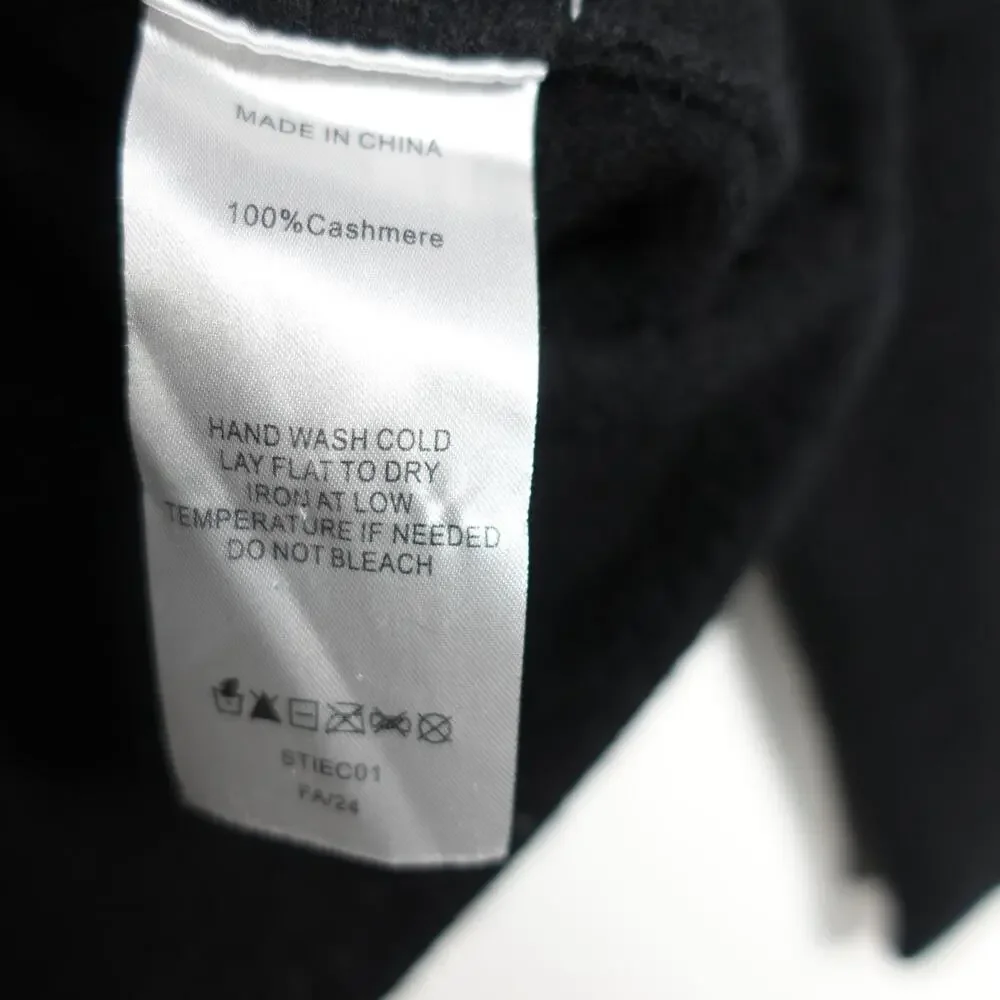 MADE IN CHINA
100%Cashmere
HAND WASH COLD
LAY FLAT TO DRY
IRON AT LOW
TEMPERATURE IF NEEDED
DO NOT BLEACH
STIEC01
FA/24